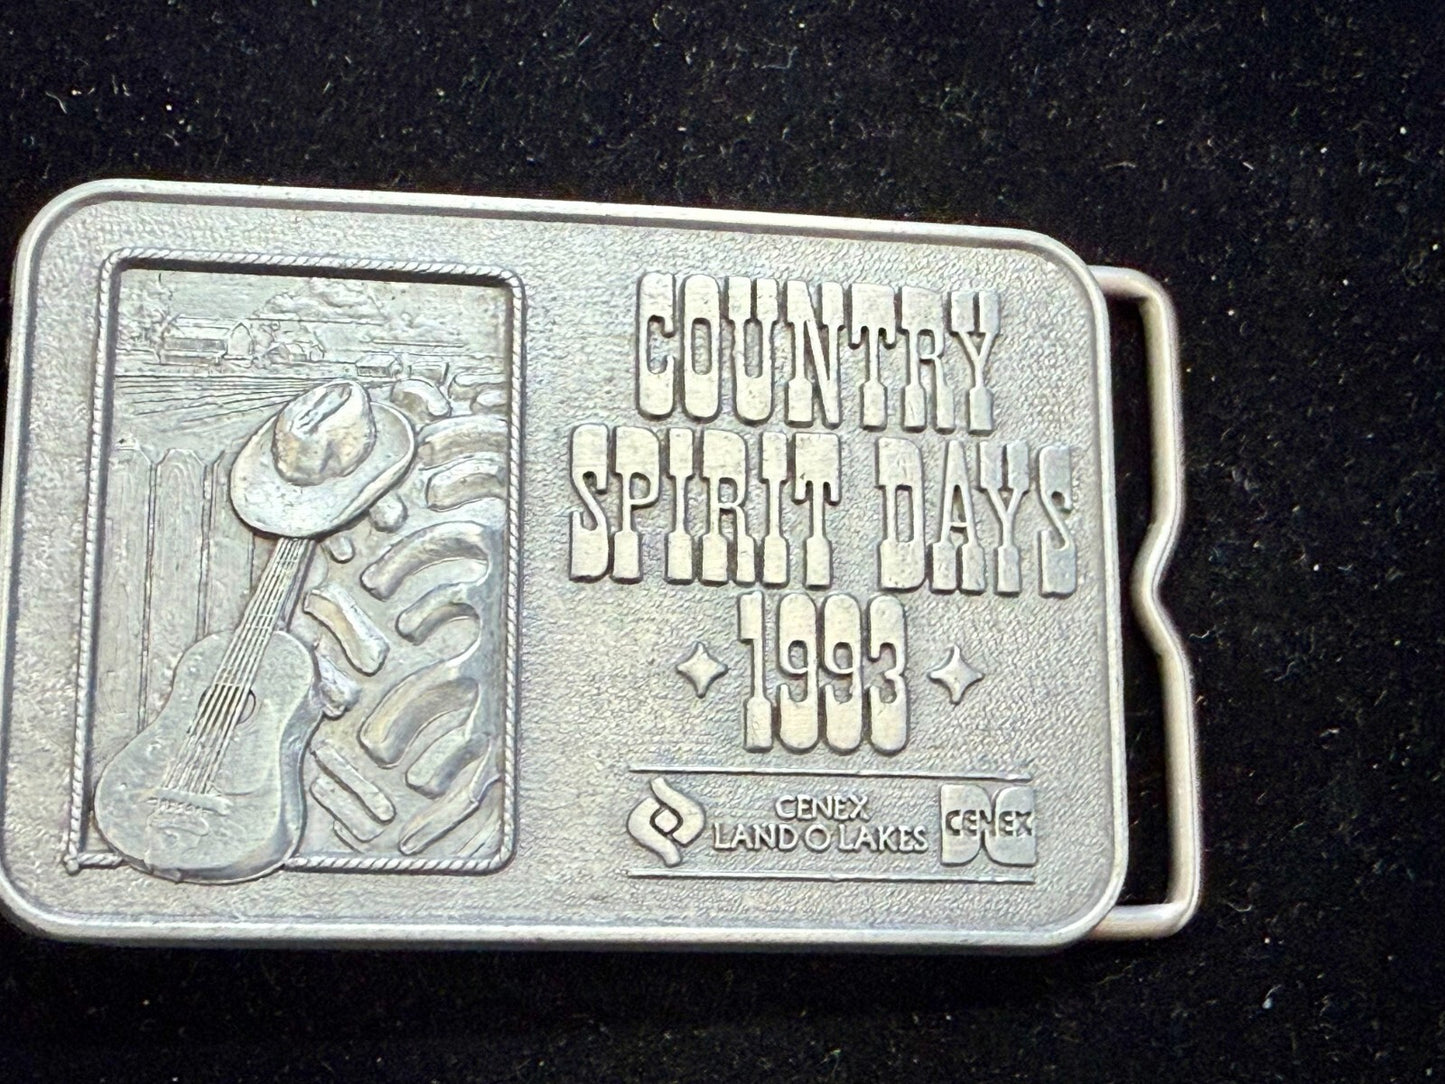 COUNTRY
SPIRIT DAYS
1993
CENEX
LAND O LAKES
CENEX